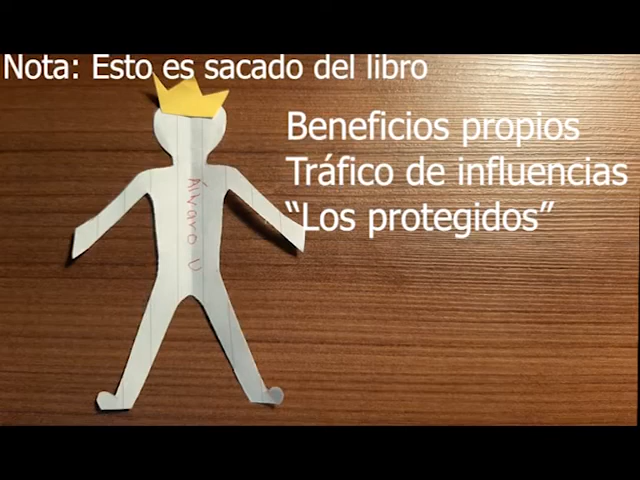 Nota: Esto es sacado del libro
Beneficios propios
Tráfico de influencias
“Los protegidos”
Álvaro U